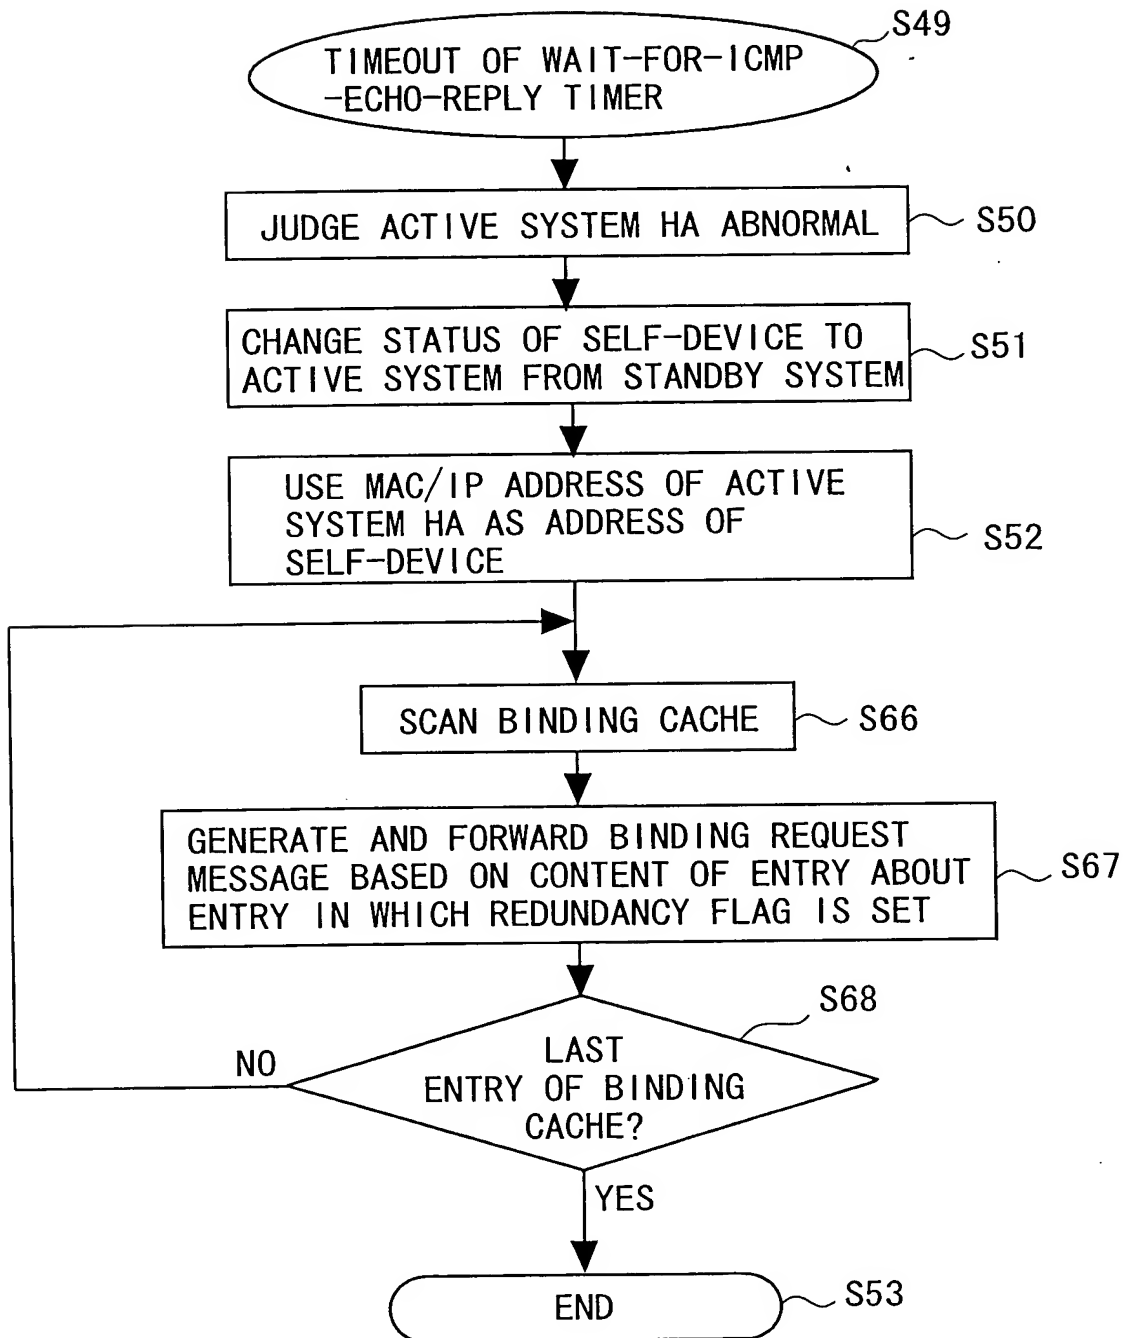 S49
TIMEOUT OF WAIT-FOR-ICMP
-ECHO-REPLY TIMER
JUDGE ACTIVE SYSTEM HA ABNORMAL
S50
CHANGE STATUS OF SELF-DEVICE TO
ACTIVE SYSTEM FROM STANDBY SYSTEM
S51
USE MAC/IP ADDRESS OF ACTIVE
SYSTEM HA AS ADDRESS OF
SELF-DEVICE
S52
SCAN BINDING CACHE
S66
GENERATE AND FORWARD BINDING REQUEST
MESSAGE BASED ON CONTENT OF ENTRY ABOUT
ENTRY IN WHICH REDUNDANCY FLAG IS SET
S67
S68
LAST
ENTRY OF BINDING
CACHE?
NO
YES
END
S53